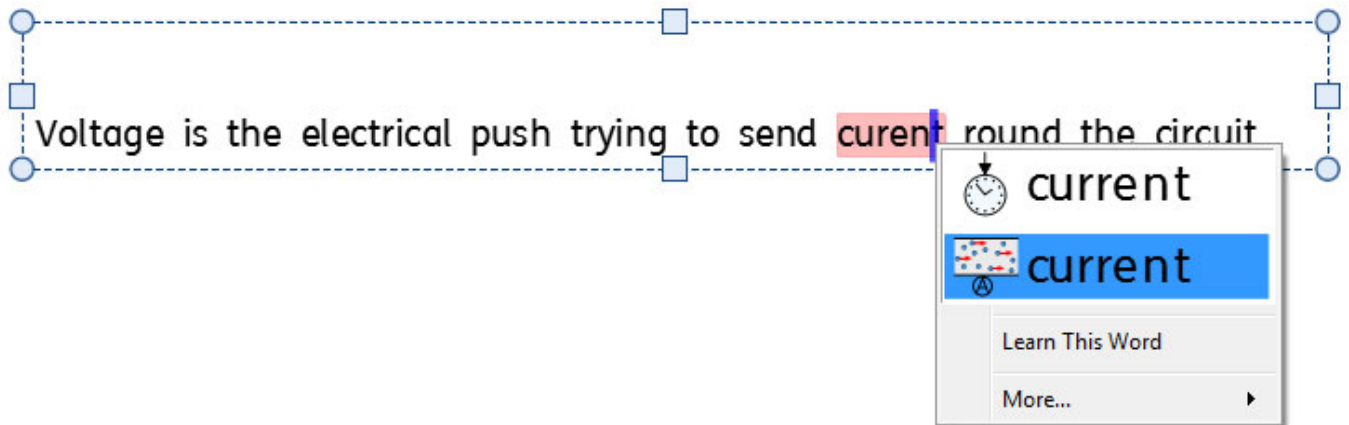 Voltage is the electrical push trying to send curent round the circuit
current
A current
Learn This Word
More...